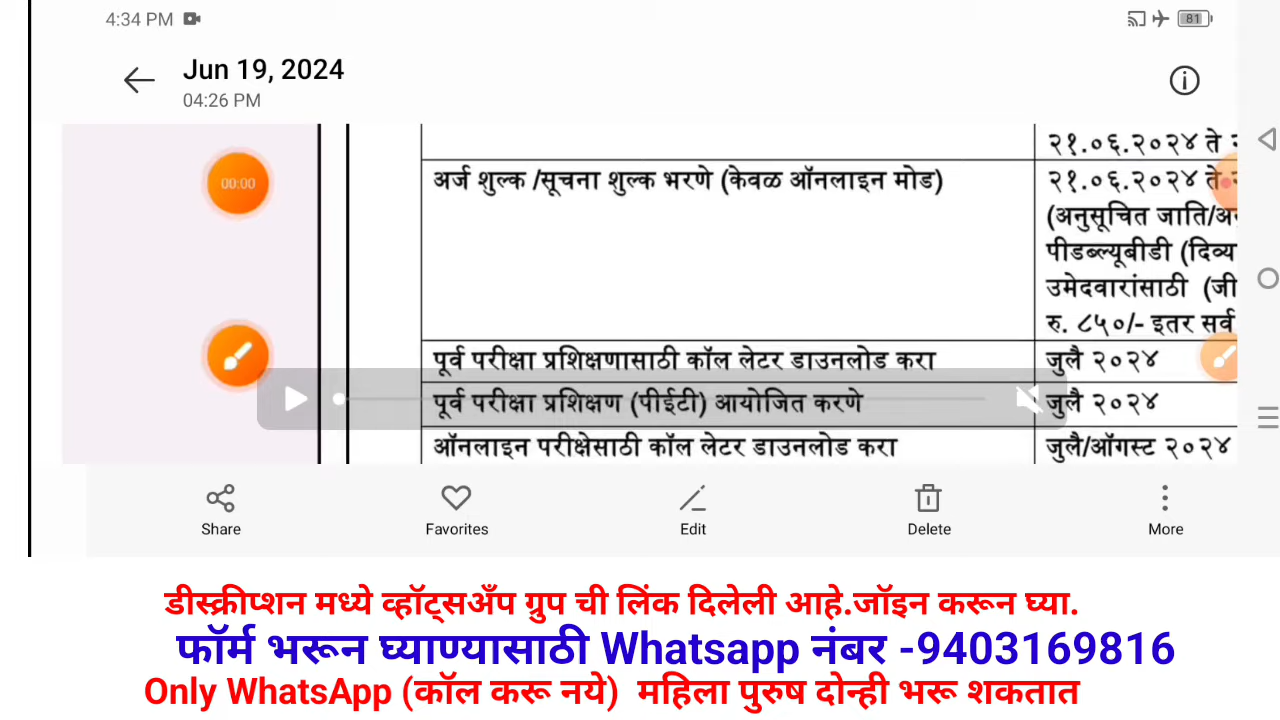 4:34 PM
81
Jun 19, 2024
04:26 PM
२१.०६.२०२४ ते
00:00
अर्ज शुल्क /सूचना शुल्क भरणे (केवळ ऑनलाइन मोड)
२१.०६.२०२४ ते
(अनुसूचित जाति/
पीडब्ल्यूबीडी
उमेदवारांसाठी
रु. ८५०/- इतर सर्व
पूर्व परीक्षा प्रशिक्षणासाठी कॉल लेटर डाउनलोड करा
जुलै २०२४
पूर्व परीक्षा प्रशिक्षण (पीईटी) आयोजित करणे
जुलै २०२४
ऑनलाइन परीक्षेसाठी कॉल लेटर डाउनलोड करा
जुलै/ऑगस्ट २०२४
Share
Favorites
Edit
Delete
More
डीस्क्रीप्शन मध्ये व्हॉट्सअँप ग्रुप ची लिंक दिलेली आहे.जॉइन करून घ्या.
फॉर्म भरून घ्याण्यासाठी Whatsapp नंबर -9403169816
Only WhatsApp (कॉल करू नये) महिला पुरुष दोन्ही भरू शकतात